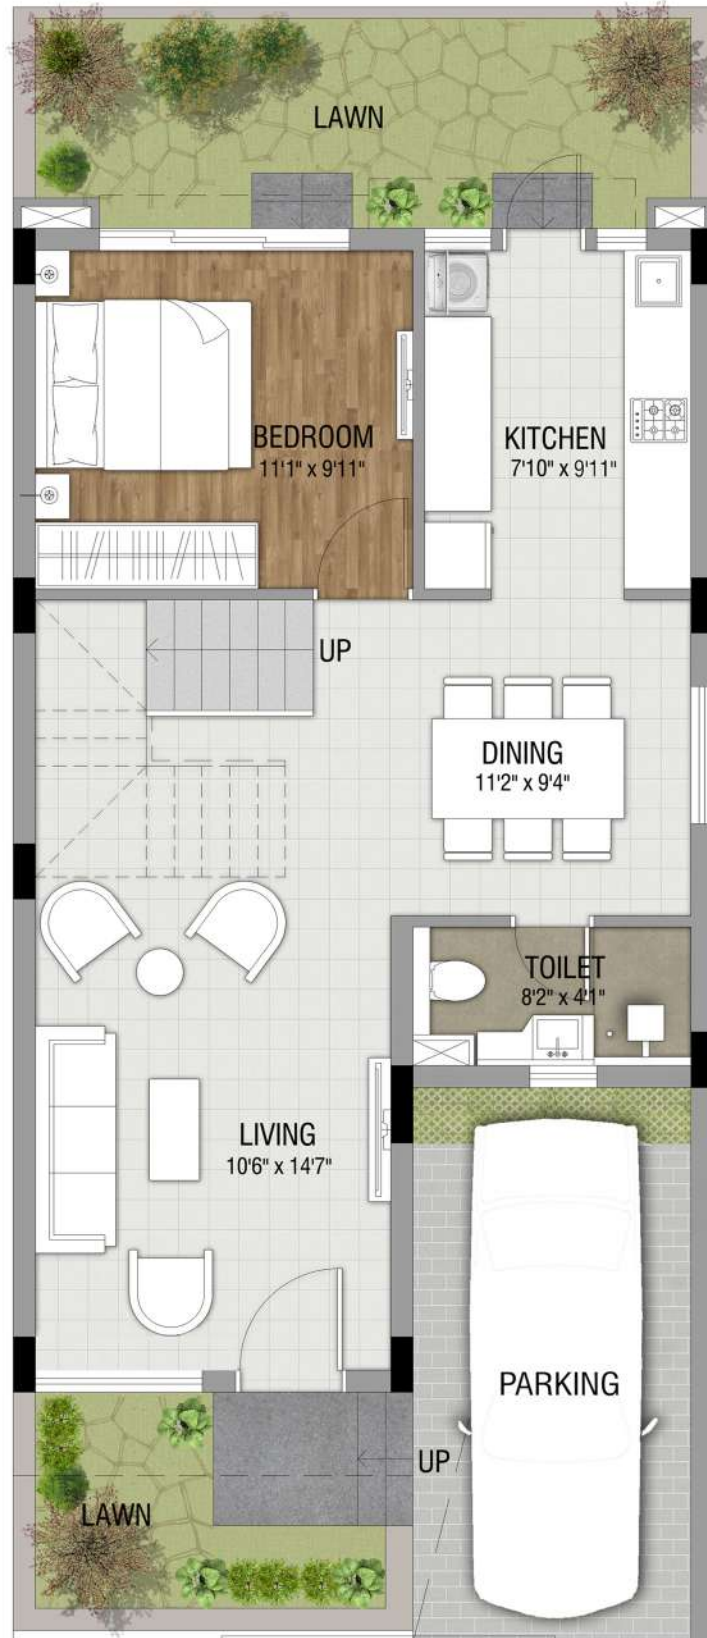 LAWN
BEDROOM
11'1" x 9'11"
KITCHEN
7'10" x 9'11"
UP
DINING
11'2" x 9'4"
TOILET
8'2" x 4'1"
LIVING
10'6" x 14'7"
PARKING
UP
LAWN